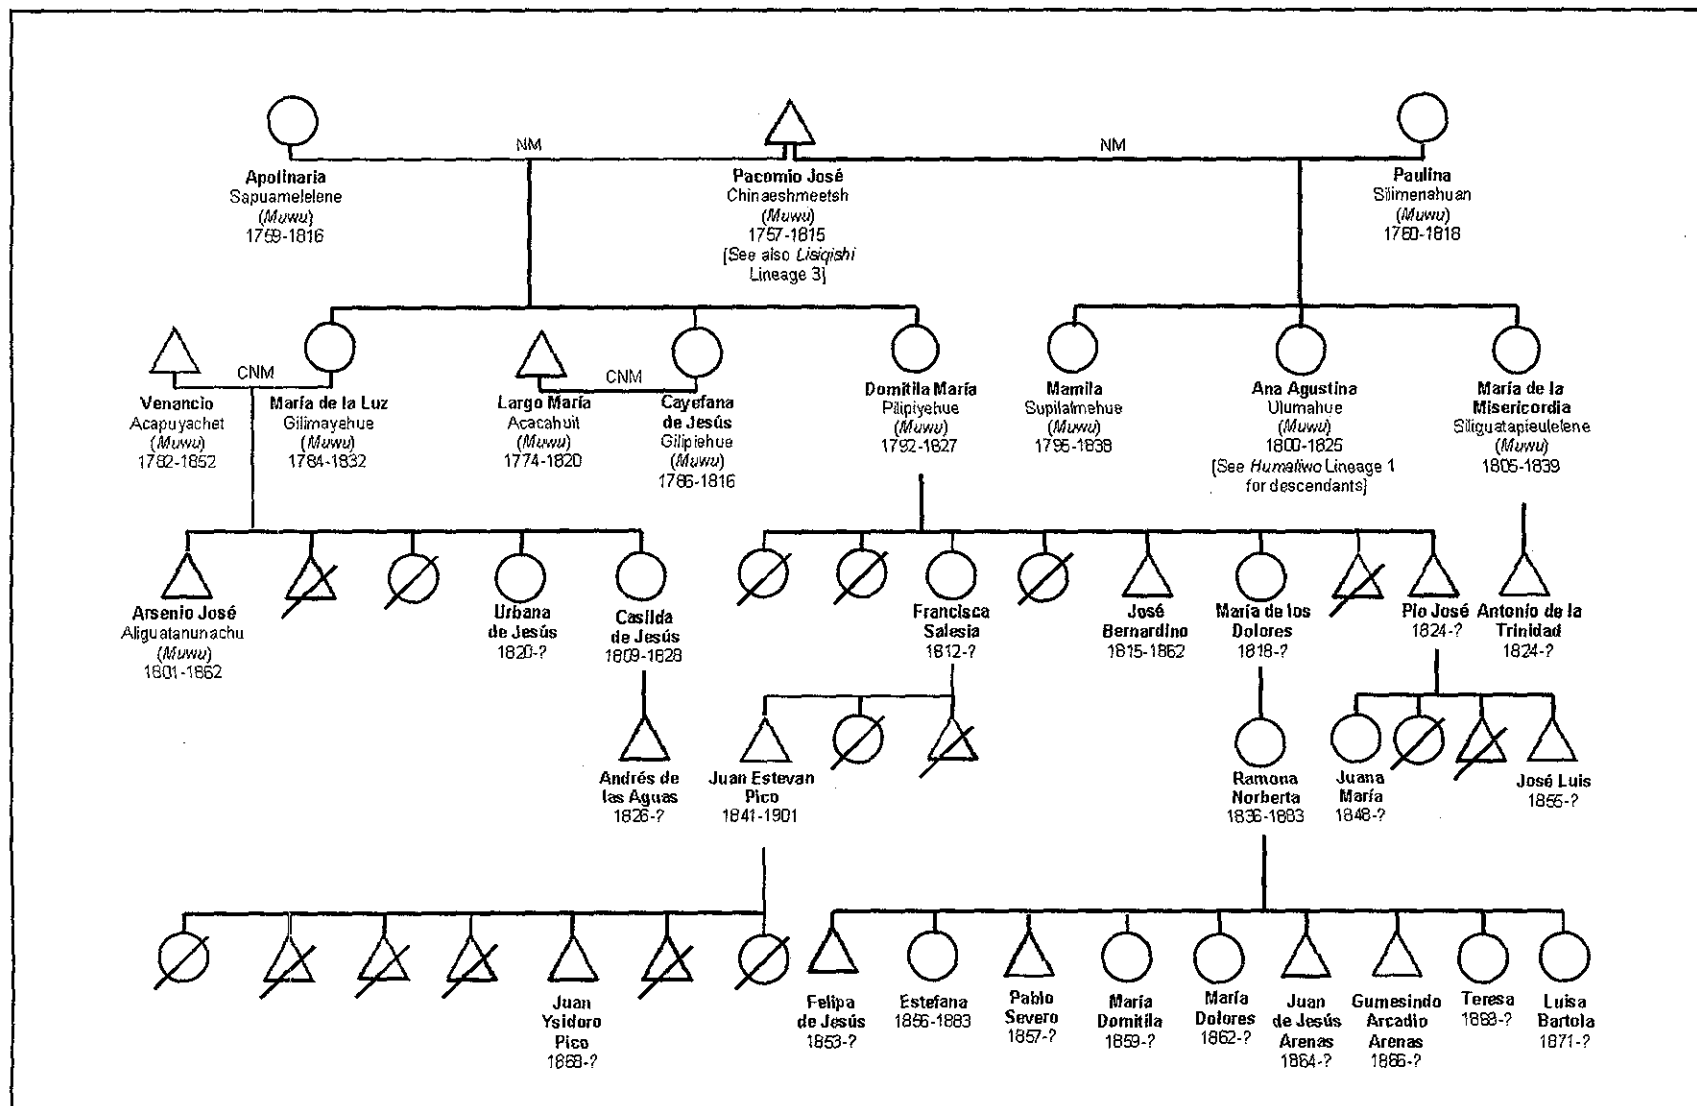 NM
NM
Apolinaria
Sapuamelelene
(Muwu)
1759-1816
Pacomio José
Chinaeshmeetsh
(Muwu)
1757-1815
[See also Lisiqishi
Lineage 3]
Paulina
Silimenahuan
(Muwu)
1760-1818
CNM
CNM
Venancio
Acapuyachet
(Muwu)
1782-1852
María de la Luz
Gilimayehue
(Muwu)
1784-1832
Largo María
Acacahuit
(Muwu)
1774-1820
Cayefana
de Jesús
Gilipiehue
(Muwu)
1786-1816
Domitila María
Pilipiyehue
(Muwu)
1792-1827
Mamila
Supilalmehue
(Muwu)
1795-1838
Ana Agustina
Ulumahue
(Muwu)
1800-1825
[See Humaliwo Lineage 1
for descendants]
María de la
Misericordia
Siliguatapieulelene
(Muwu)
1805-1839
Arsenio José
Aliguatanunachu
(Muwu)
1801-1862
Urbana
de Jesús
1820-?
Casilda
de Jesús
1809-1828
Francisca
Salesia
1812-?
José
Bernardino
1815-1862
María de los
Dolores
1818-?
Pío José
1824-?
Antonio de la
Trinidad
1824-?
Andrés de
las Aguas
1826-?
Juan Estevan
Pico
1841-1901
Ramona
Norberta
1836-1883
Juana
María
1848-?
José Luis
1855-?
Juan
Ysidoro
Pico
1868-?
Felipa
de Jesús
1853-?
Estefana
1856-1883
Pablo
Severo
1857-?
María
Domitila
1859-?
María
Dolores
1862-?
Juan
de Jesús
Arenas
1864-?
Gumesindo
Arcadio
Arenas
1866-?
Teresa
1868-?
Luisa
Bartola
1871-?